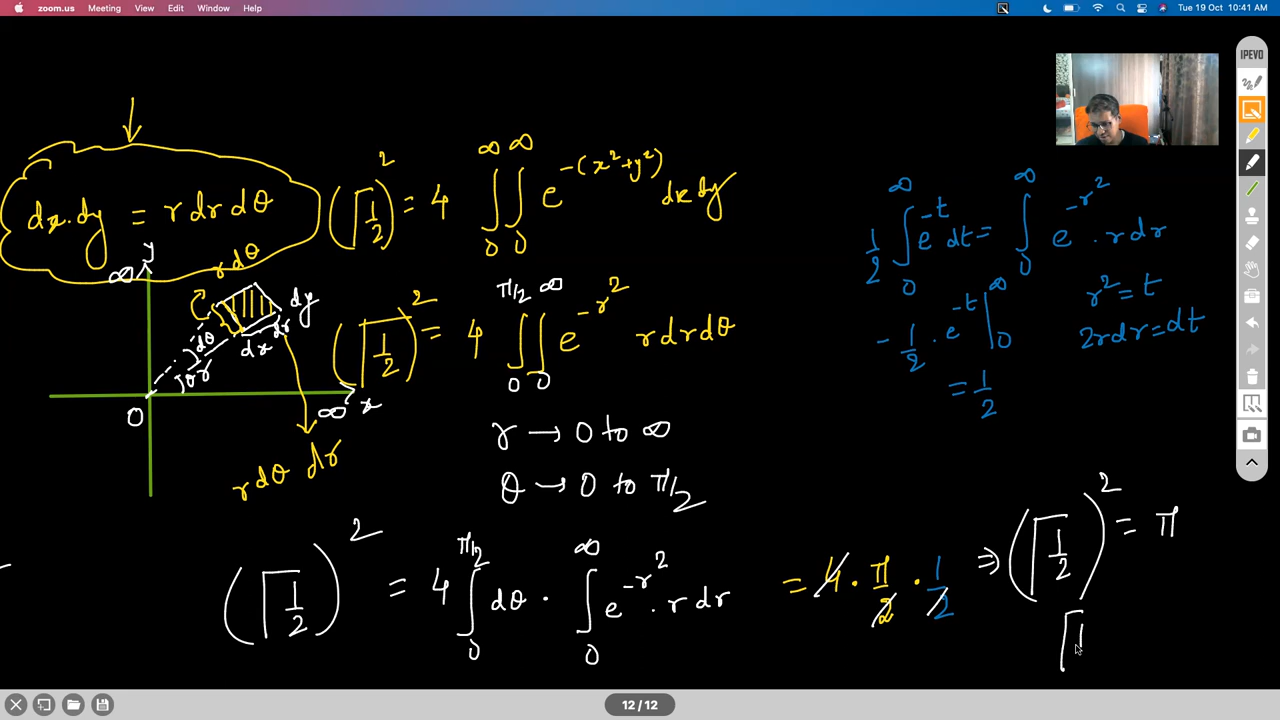 zoom.us Meeting View Edit Window Help Tue 19 Oct 10:41 AM
IPEVO
dx.dy = r dr dθ
(Γ1/2)² = 4 ∫₀^∞ ∫₀^∞ e^-(x²+y²) dx dy
y
∞
r dθ
dy
dr
dx
dθ
θ
r
0
∞
x
r dθ dr
(Γ1/2)² = 4 ∫₀^π/2 ∫₀^∞ e^-r² r dr dθ
r → 0 to ∞
θ → 0 to π/2
1/2 ∫₀^∞ e^-t dt = ∫₀^∞ e^-r² . r dr
r² = t
-1/2 . e^-t |₀^∞
2r dr = dt
= 1/2
(Γ1/2)² = 4 ∫₀^π/2 dθ . ∫₀^∞ e^-r² . r dr = 4 . π/2 . 1/2 ⇒ (Γ1/2)² = π
Γ1
12 / 12